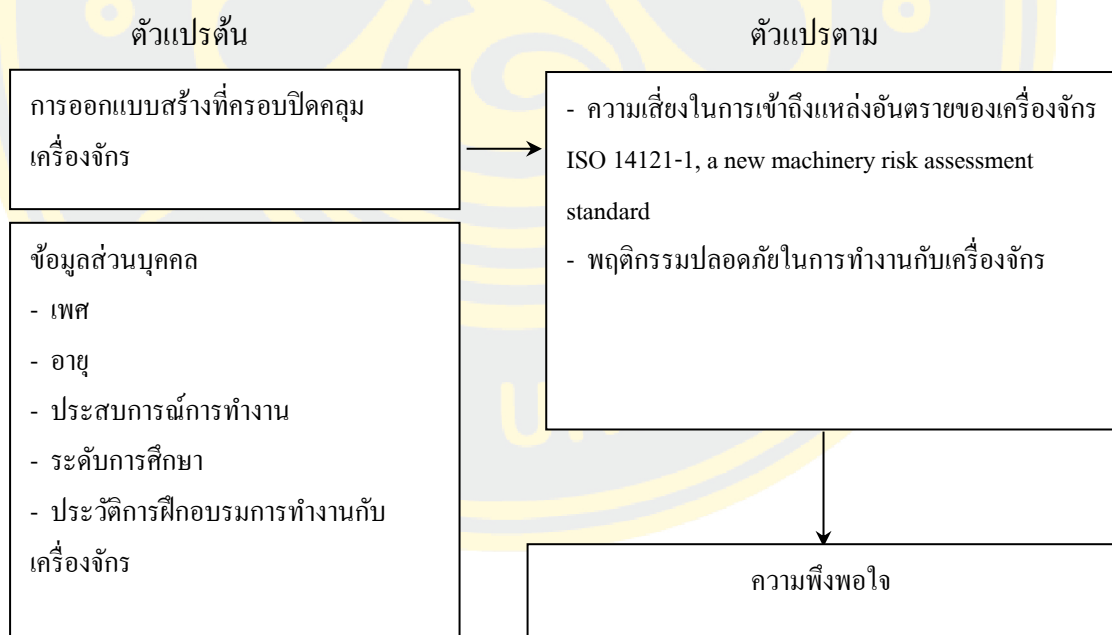 ตัวแปรต้น
ตัวแปรตาม
การออกแบบสร้างที่ครอบปิดคลุม
เครื่องจักร
- ความเสี่ยงในการเข้าถึงแหล่งอันตรายของเครื่องจักร
ISO 14121-1, a new machinery risk assessment
standard
- พฤติกรรมปลอดภัยในการทำงานกับเครื่องจักร
ข้อมูลส่วนบุคคล
- เพศ
- อายุ
- ประสบการณ์การทำงาน
- ระดับการศึกษา
- ประวัติการฝึกอบรมการทำงานกับ
เครื่องจักร
ความพึงพอใจ